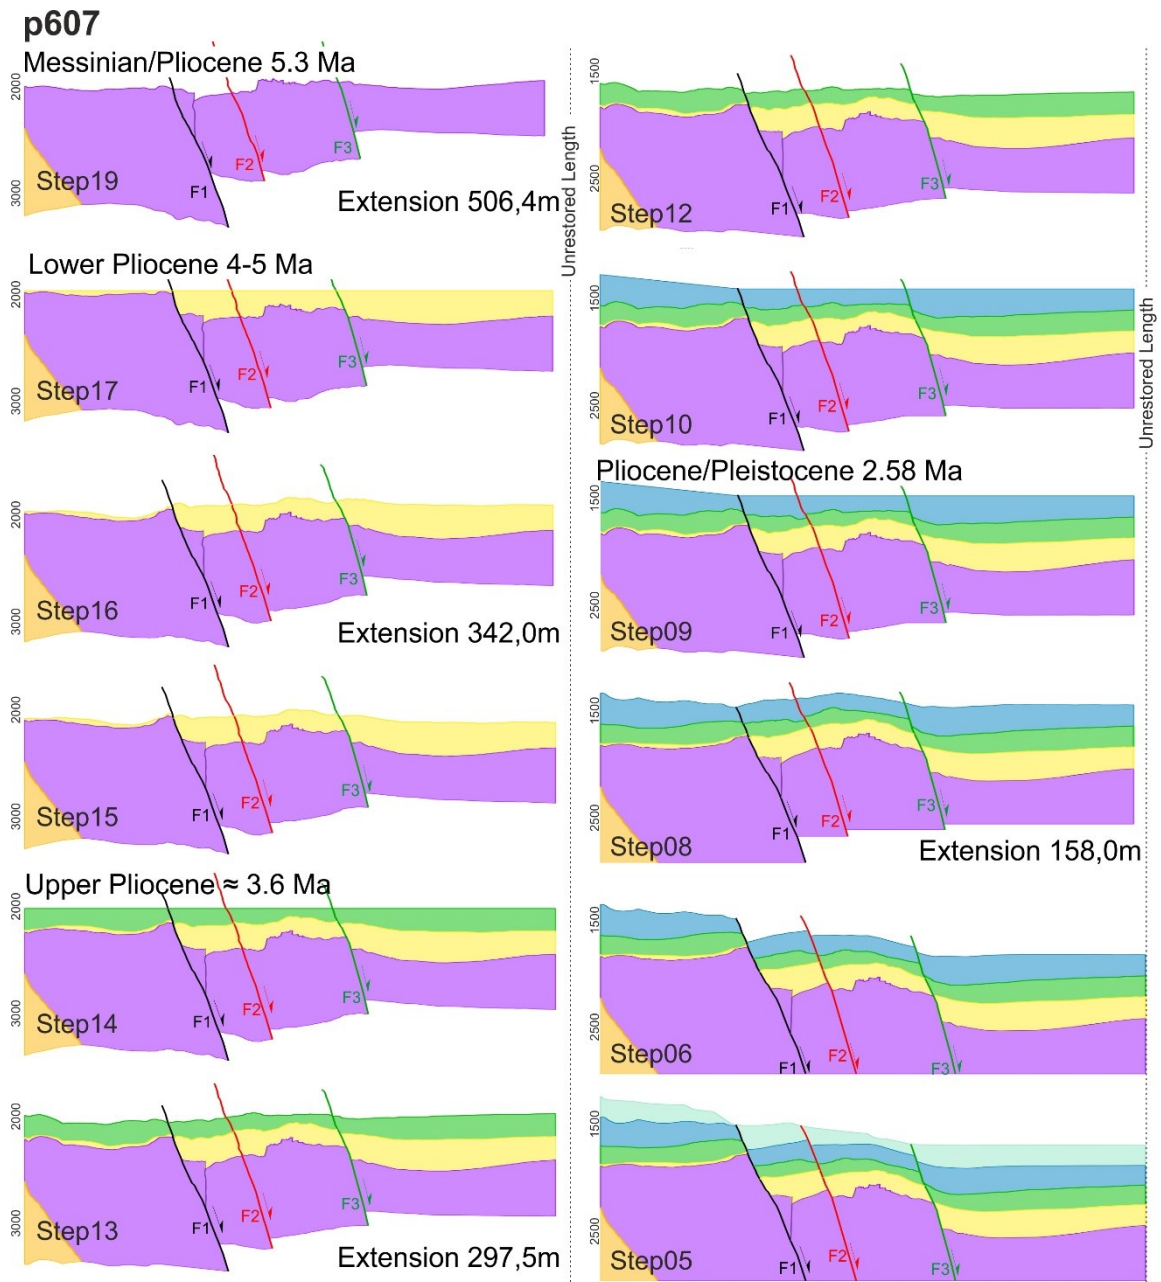 p607
Messinian/Pliocene 5.3 Ma
2000
3000
Step19
F1
F2
F3
Extension 506,4m
Unrestored Length
Lower Pliocene 4-5 Ma
2000
3000
Step17
F1
F2
F3
2000
3000
Step16
F1
F2
F3
Extension 342,0m
2000
3000
Step15
F1
F2
F3
Upper Pliocene ≈ 3.6 Ma
2000
3000
Step14
F1
F2
F3
2000
3000
Step13
F1
F2
F3
Extension 297,5m
1500
2500
Step12
F1
F2
F3
1500
2500
Step10
F1
F2
F3
Unrestored Length
Pliocene/Pleistocene 2.58 Ma
1500
2500
Step09
F1
F2
F3
1500
2500
Step08
F1
F2
F3
Extension 158,0m
1500
2500
Step06
F1
F2
F3
1500
2500
Step05
F1
F2
F3